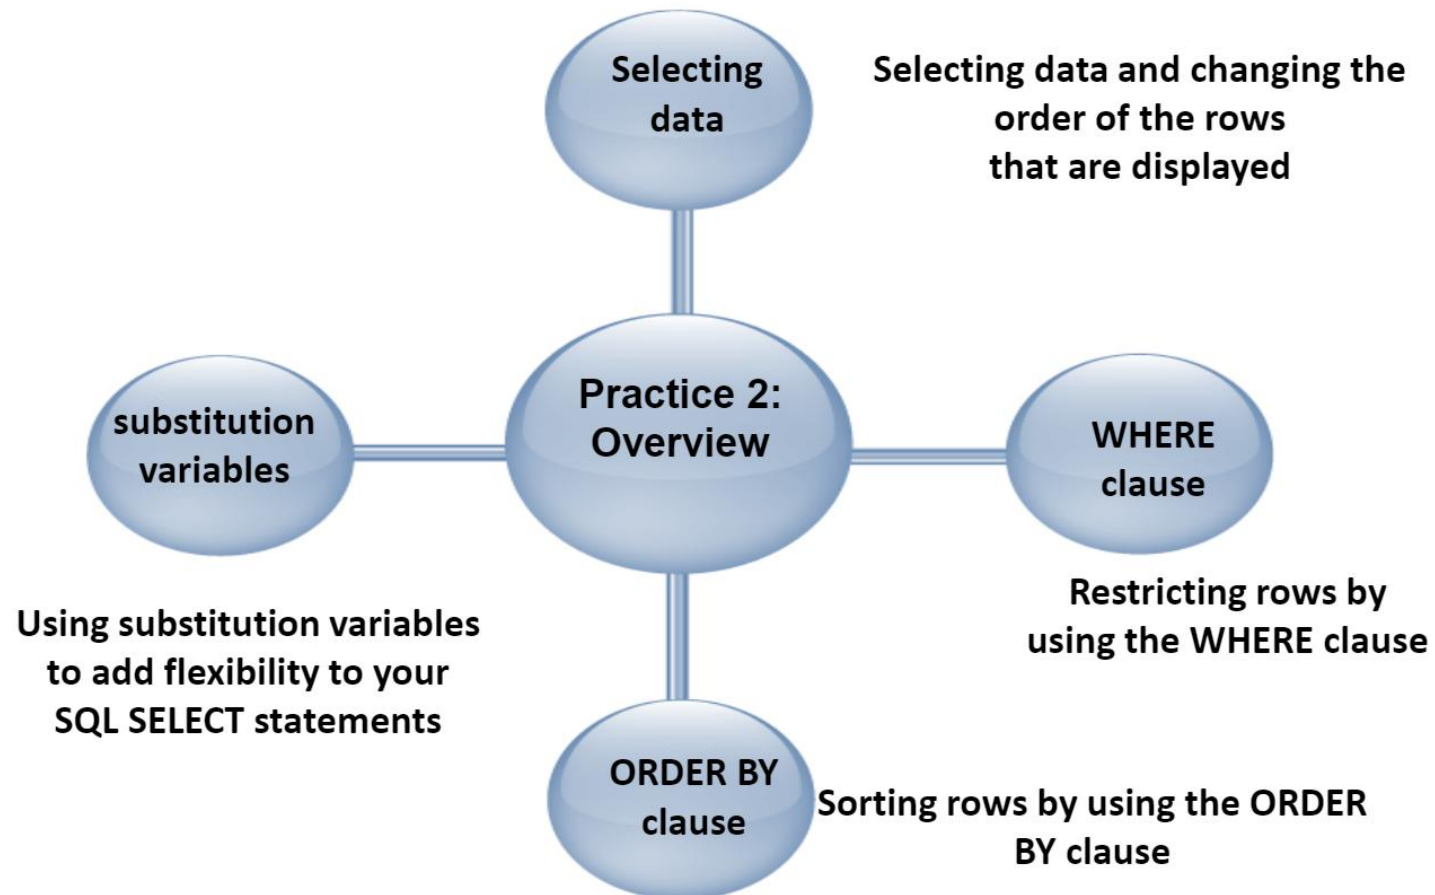 Selecting
data
Selecting data and changing the
order of the rows
that are displayed
Practice 2:
Overview
substitution
variables
WHERE
clause
Using substitution variables
to add flexibility to your
SQL SELECT statements
Restricting rows by
using the WHERE clause
ORDER BY
clause
Sorting rows by using the ORDER
BY clause